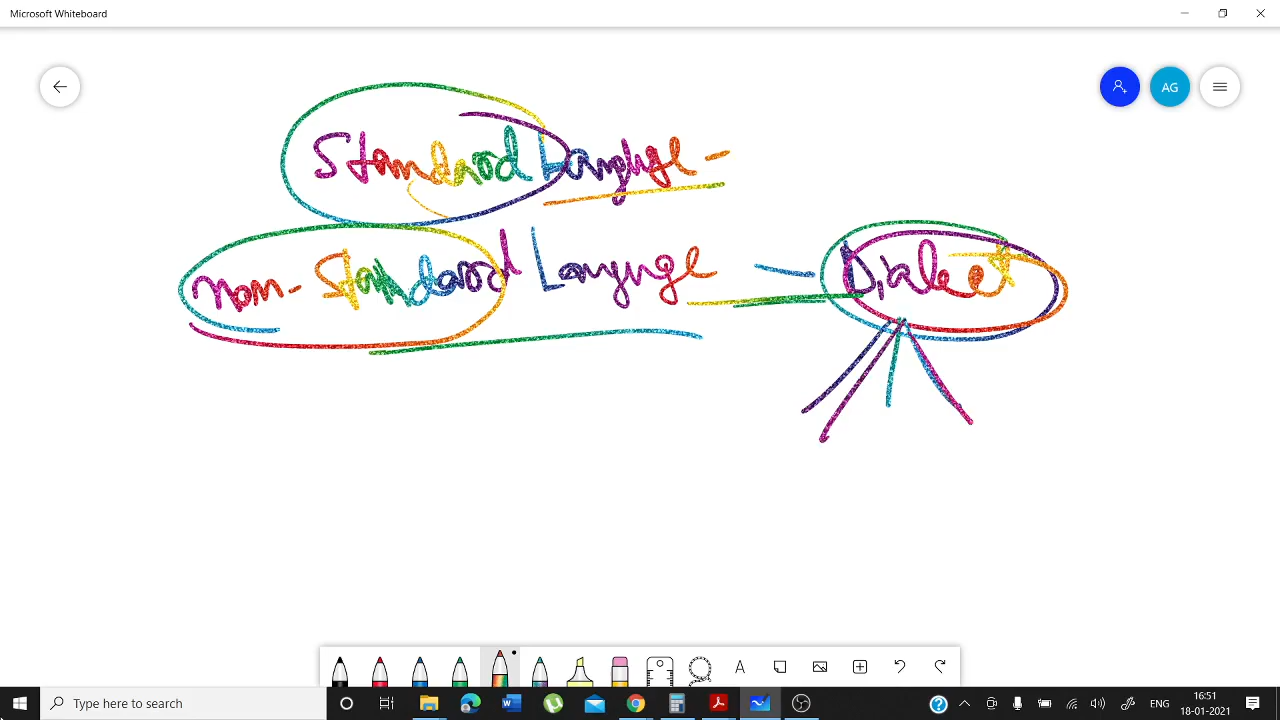 Microsoft Whiteboard
AG
Standard Language -
non - Standard Language - Dialect
A
Type here to search
ENG
16:51
18-01-2021